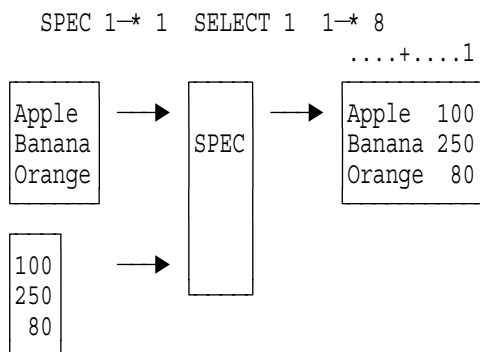 SPEC 1→* 1 SELECT 1 1→* 8
....+....1
Apple
Banana
Orange
SPEC
Apple 100
Banana 250
Orange 80
100
250
80